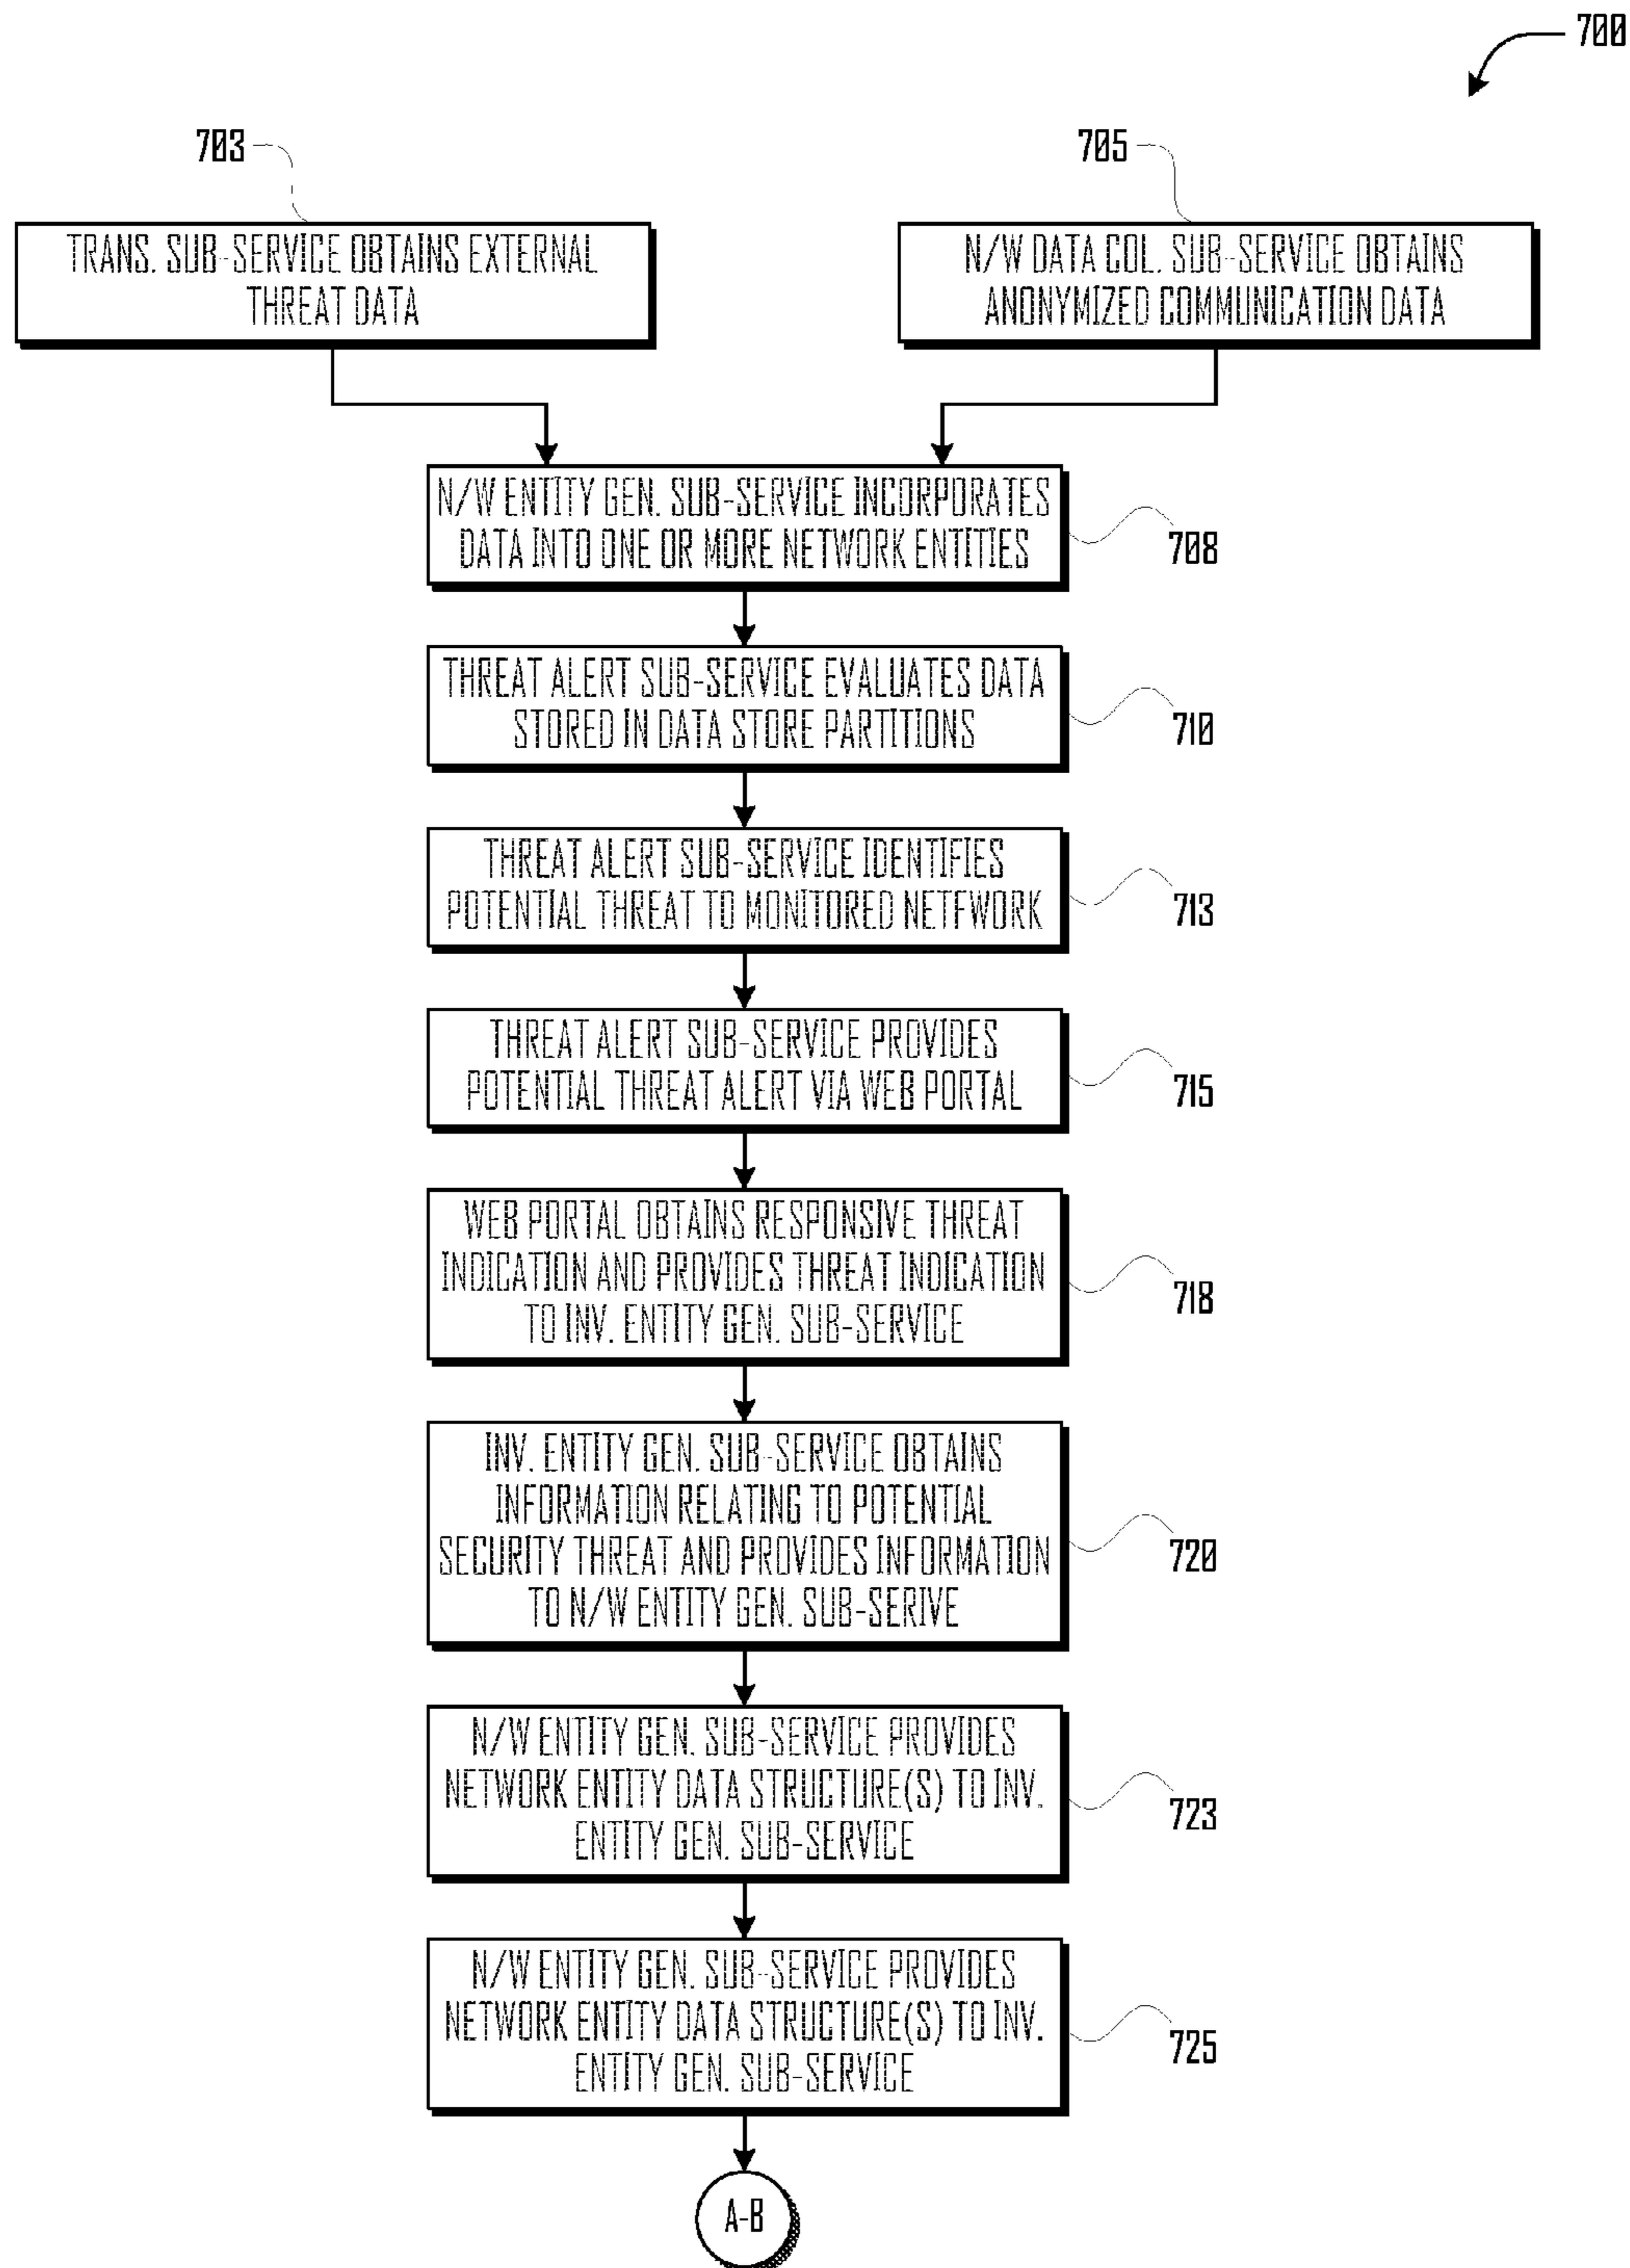 700
703
705
TRANS. SUB-SERVICE OBTAINS EXTERNAL
THREAT DATA
N/W DATA COL. SUB-SERVICE OBTAINS
ANONYMIZED COMMUNICATION DATA
N/W ENTITY GEN. SUB-SERVICE INCORPORATES
DATA INTO ONE OR MORE NETWORK ENTITIES
708
THREAT ALERT SUB-SERVICE EVALUATES DATA
STORED IN DATA STORE PARTITIONS
710
THREAT ALERT SUB-SERVICE IDENTIFIES
POTENTIAL THREAT TO MONITORED NETFWORK
713
THREAT ALERT SUB-SERVICE PROVIDES
POTENTIAL THREAT ALERT VIA WEB PORTAL
715
WEB PORTAL OBTAINS RESPONSIVE THREAT
INDICATION AND PROVIDES THREAT INDICATION
TO INV. ENTITY GEN. SUB-SERVICE
718
INV. ENTITY GEN. SUB-SERVICE OBTAINS
INFORMATION RELATING TO POTENTIAL
SECURITY THREAT AND PROVIDES INFORMATION
TO N/W ENTITY GEN. SUB-SERIVE
720
N/W ENTITY GEN. SUB-SERVICE PROVIDES
NETWORK ENTITY DATA STRUCTURE(S) TO INV.
ENTITY GEN. SUB-SERVICE
723
N/W ENTITY GEN. SUB-SERVICE PROVIDES
NETWORK ENTITY DATA STRUCTURE(S) TO INV.
ENTITY GEN. SUB-SERVICE
725
A-B